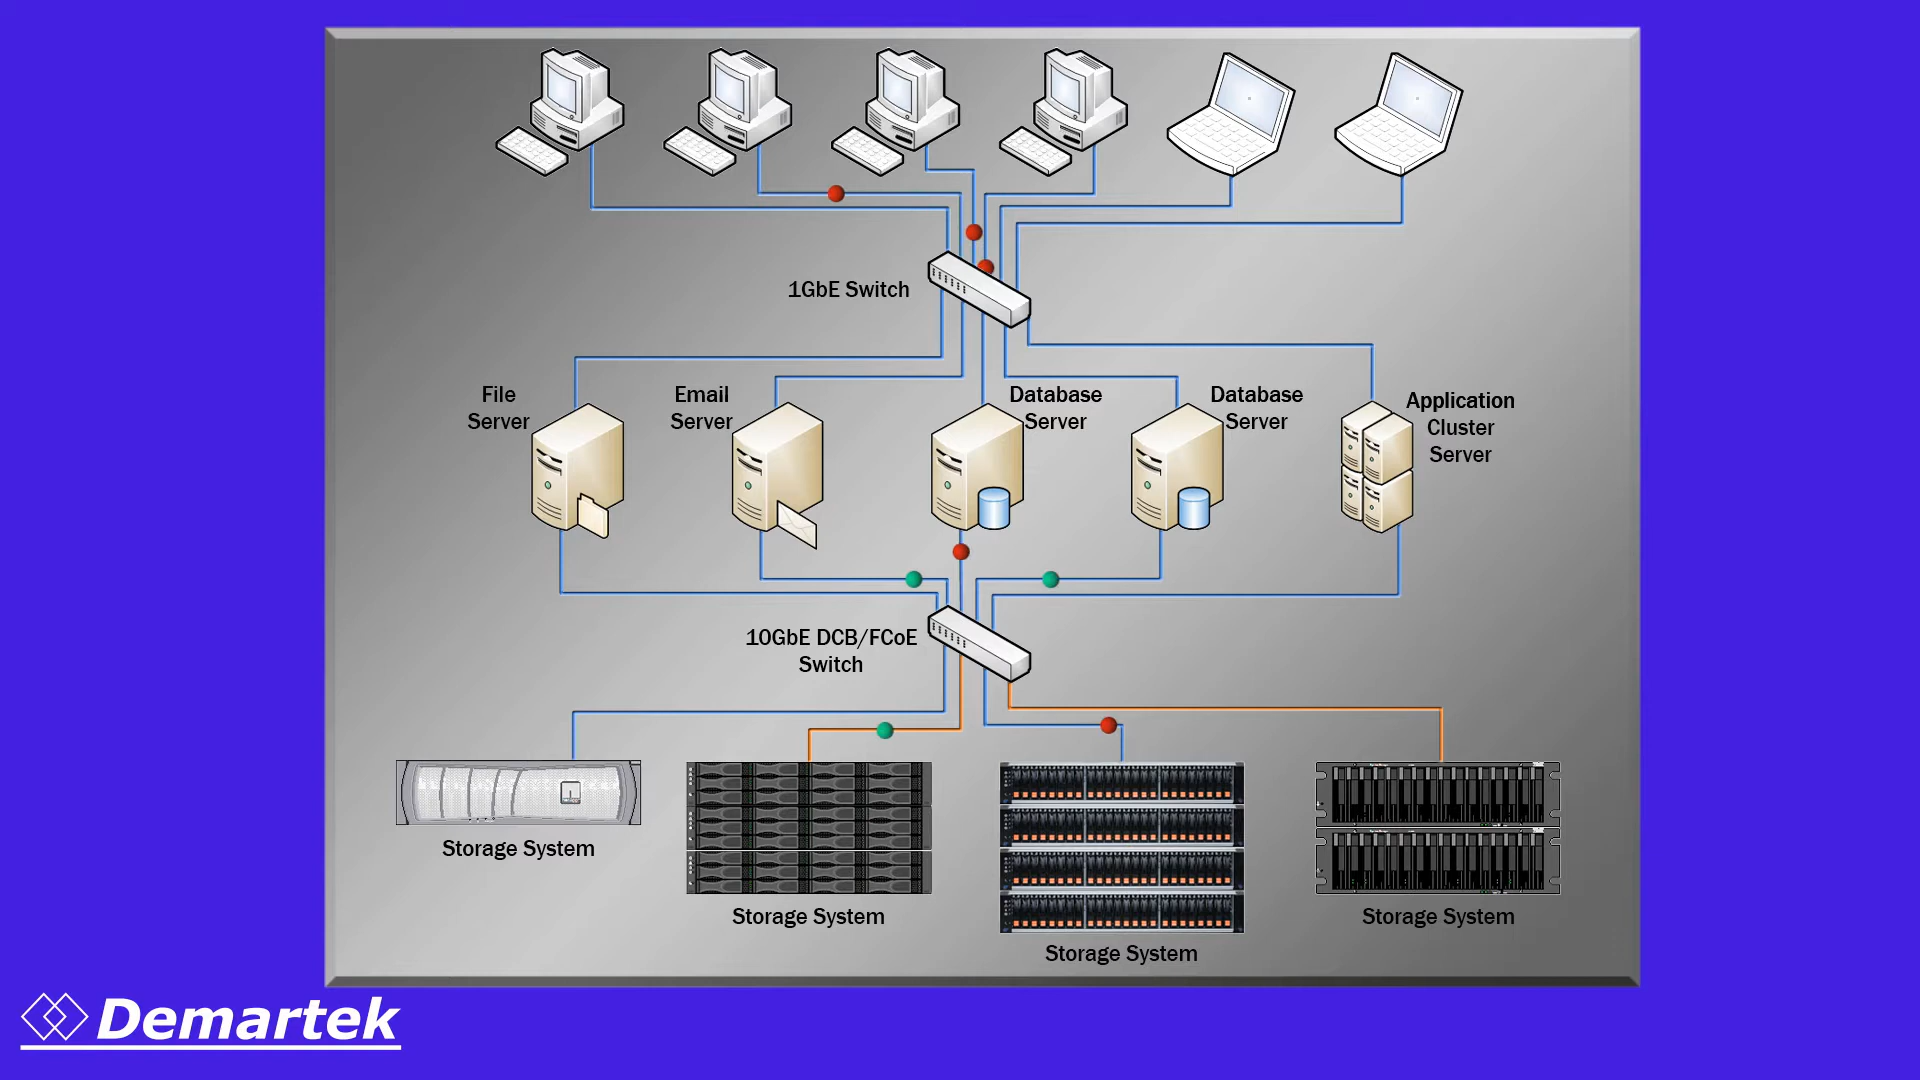 1GbE Switch
File
Server
Email
Server
Database
Server
Database
Server
Application
Cluster
Server
10GbE DCB/FCoE
Switch
Storage System
Storage System
Storage System
Storage System
Demartek